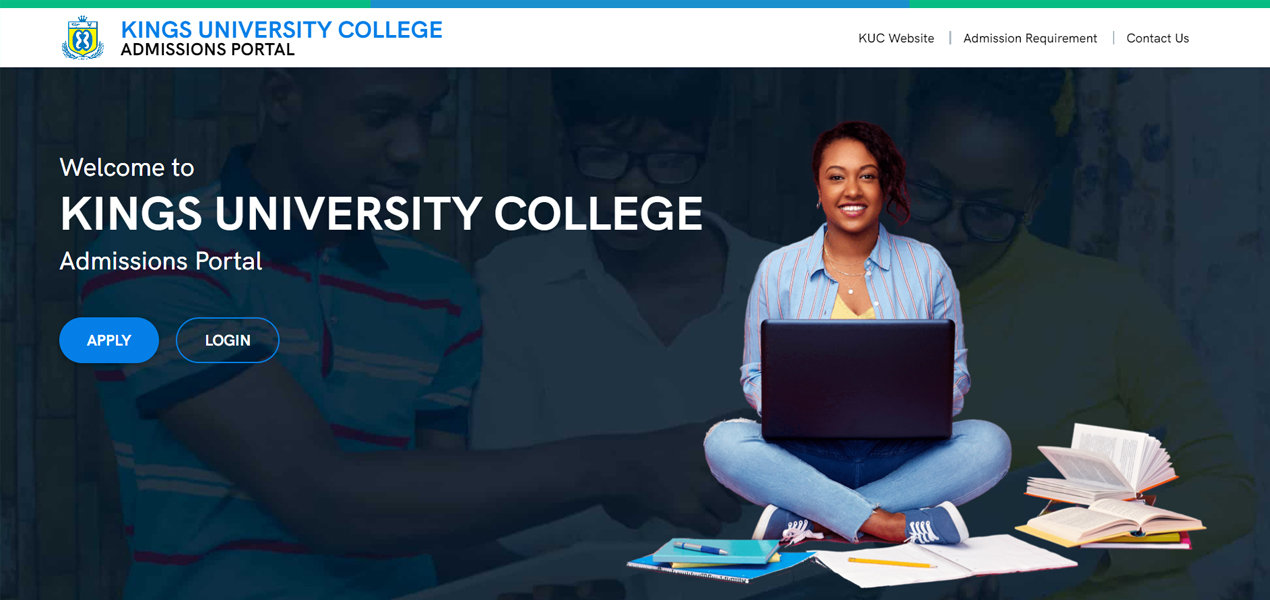 KINGS UNIVERSITY COLLEGE
ADMISSIONS PORTAL
KUC Website
Admission Requirement
Contact Us
Welcome to
KINGS UNIVERSITY COLLEGE
Admissions Portal
APPLY
LOGIN